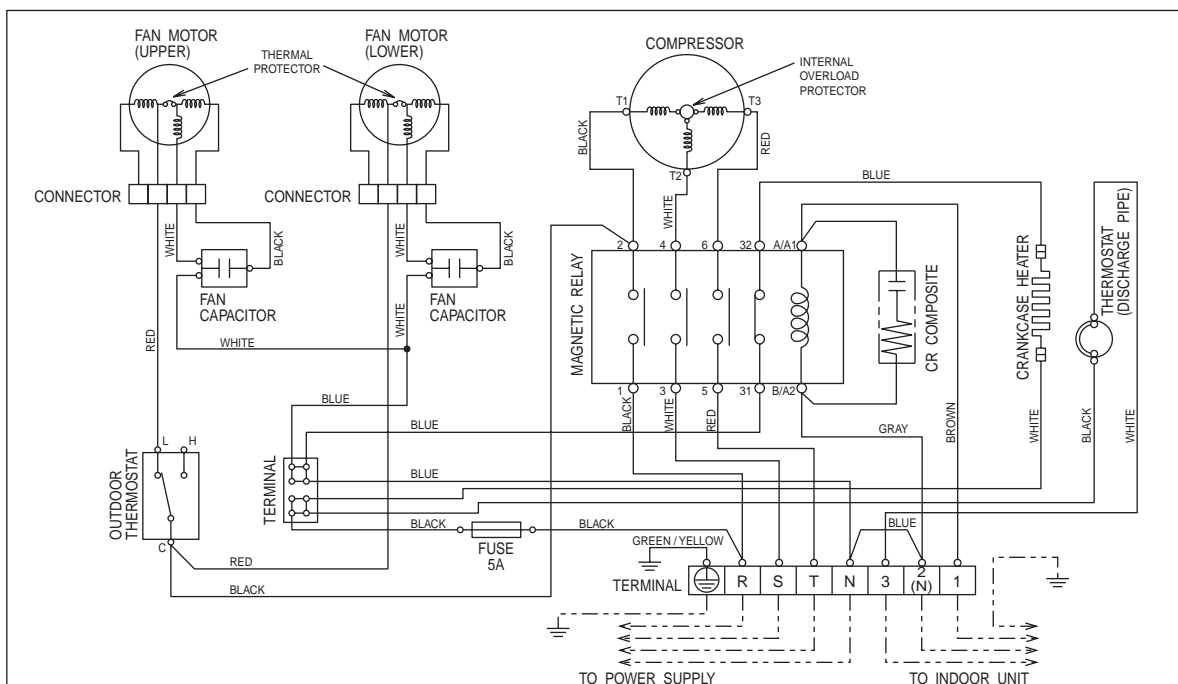 FAN MOTOR
(UPPER)
THERMAL
PROTECTOR
FAN MOTOR
(LOWER)
COMPRESSOR
INTERNAL
OVERLOAD
PROTECTOR
T1
T3
T2
BLACK
RED
WHITE
BLUE
CONNECTOR
CONNECTOR
WHITE
BLACK
WHITE
BLACK
FAN
CAPACITOR
FAN
CAPACITOR
WHITE
WHITE
RED
2
4
6
32
A/A1
MAGNETIC RELAY
1
3
5
31
B/A2
CR COMPOSITE
CRANKCASE HEATER
THERMOSTAT
(DISCHARGE PIPE)
BLACK
WHITE
RED
GRAY
BROWN
WHITE
BLACK
WHITE
BLUE
BLUE
BLUE
L
H
OUTDOOR
THERMOSTAT
C
TERMINAL
BLACK
FUSE
5A
BLACK
BLUE
GREEN / YELLOW
RED
BLACK
TERMINAL
R
S
T
N
3
2
(N)
1
TO POWER SUPPLY
TO INDOOR UNIT